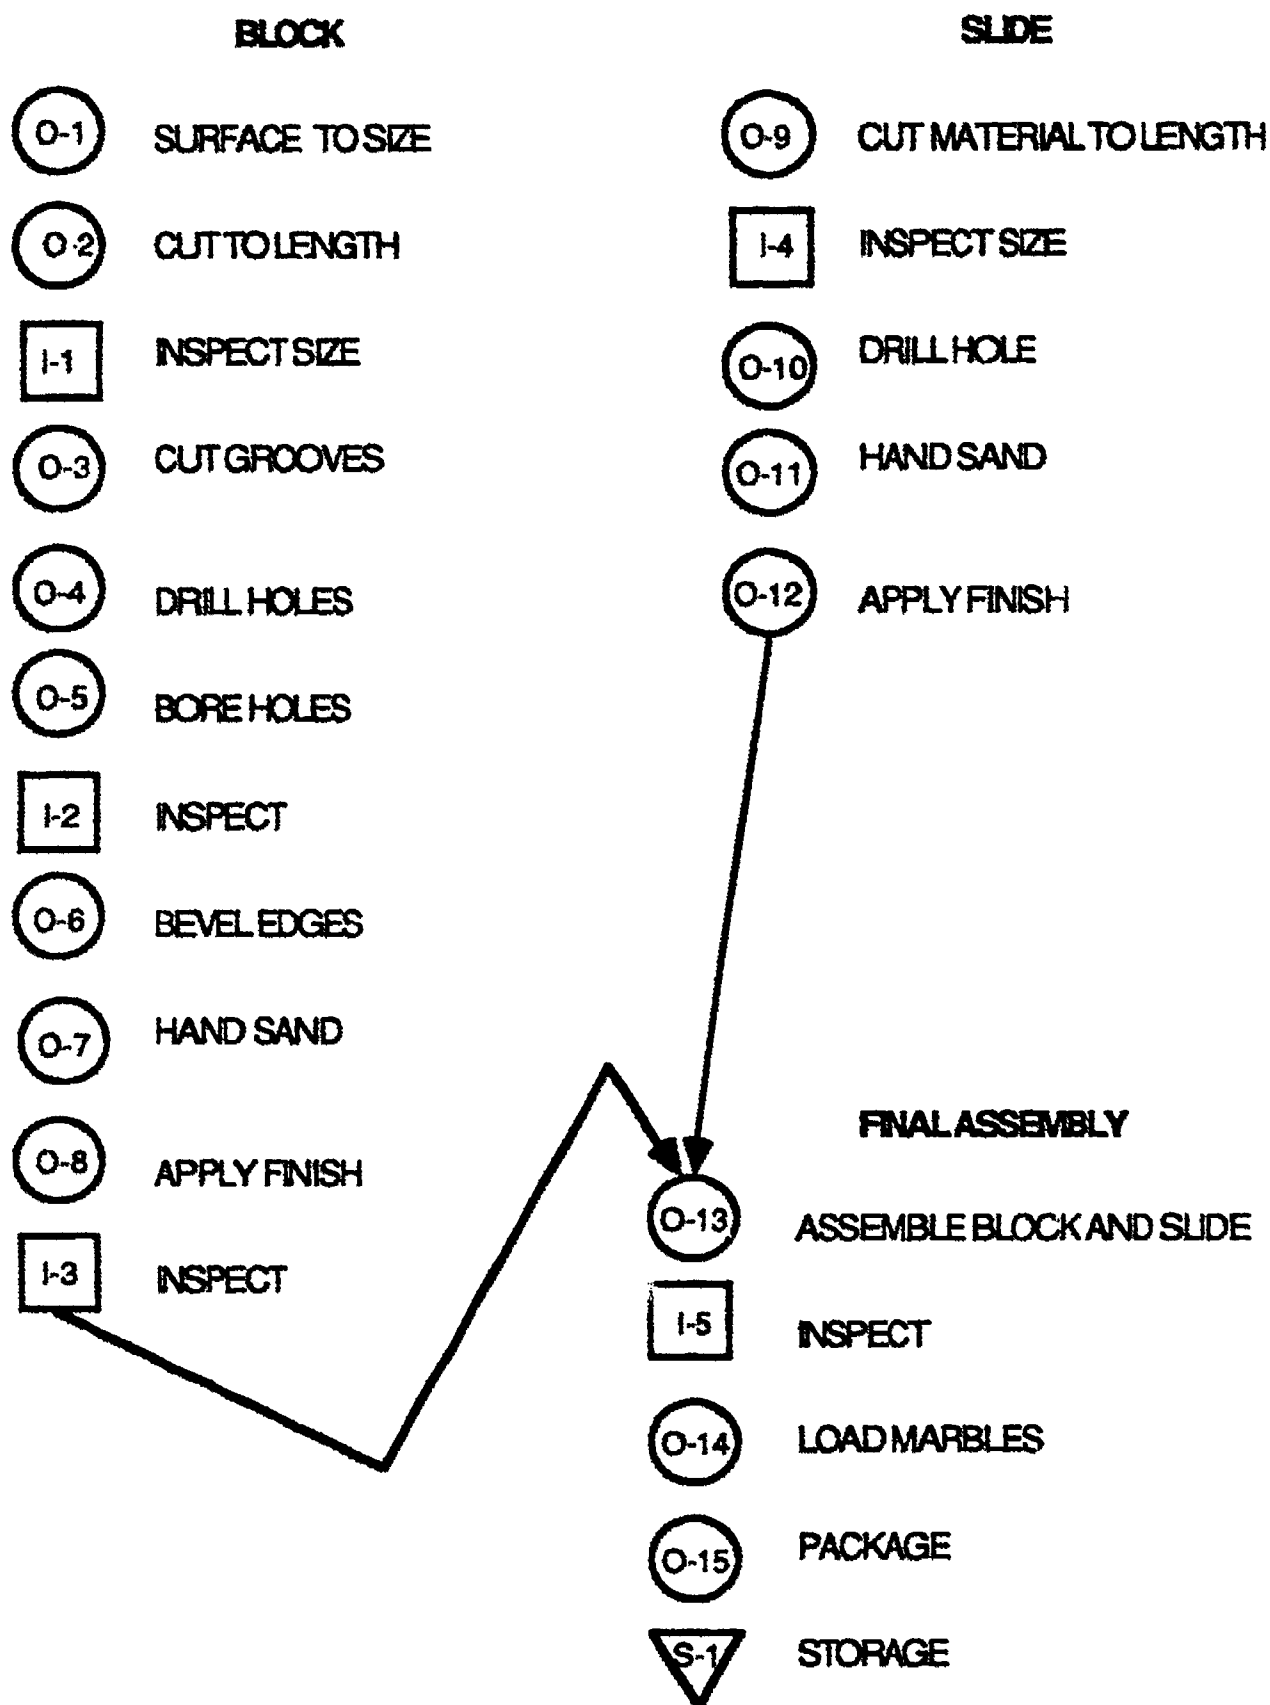 BLOCK
O-1 SURFACE TO SIZE
O-2 CUT TO LENGTH
I-1 INSPECT SIZE
O-3 CUT GROOVES
O-4 DRILL HOLES
O-5 BORE HOLES
I-2 INSPECT
O-6 BEVEL EDGES
O-7 HAND SAND
O-8 APPLY FINISH
I-3 INSPECT
SLIDE
O-9 CUT MATERIAL TO LENGTH
I-4 INSPECT SIZE
O-10 DRILL HOLE
O-11 HAND SAND
O-12 APPLY FINISH
FINAL ASSEMBLY
O-13 ASSEMBLE BLOCK AND SLIDE
I-5 INSPECT
O-14 LOAD MARBLES
O-15 PACKAGE
S-1 STORAGE